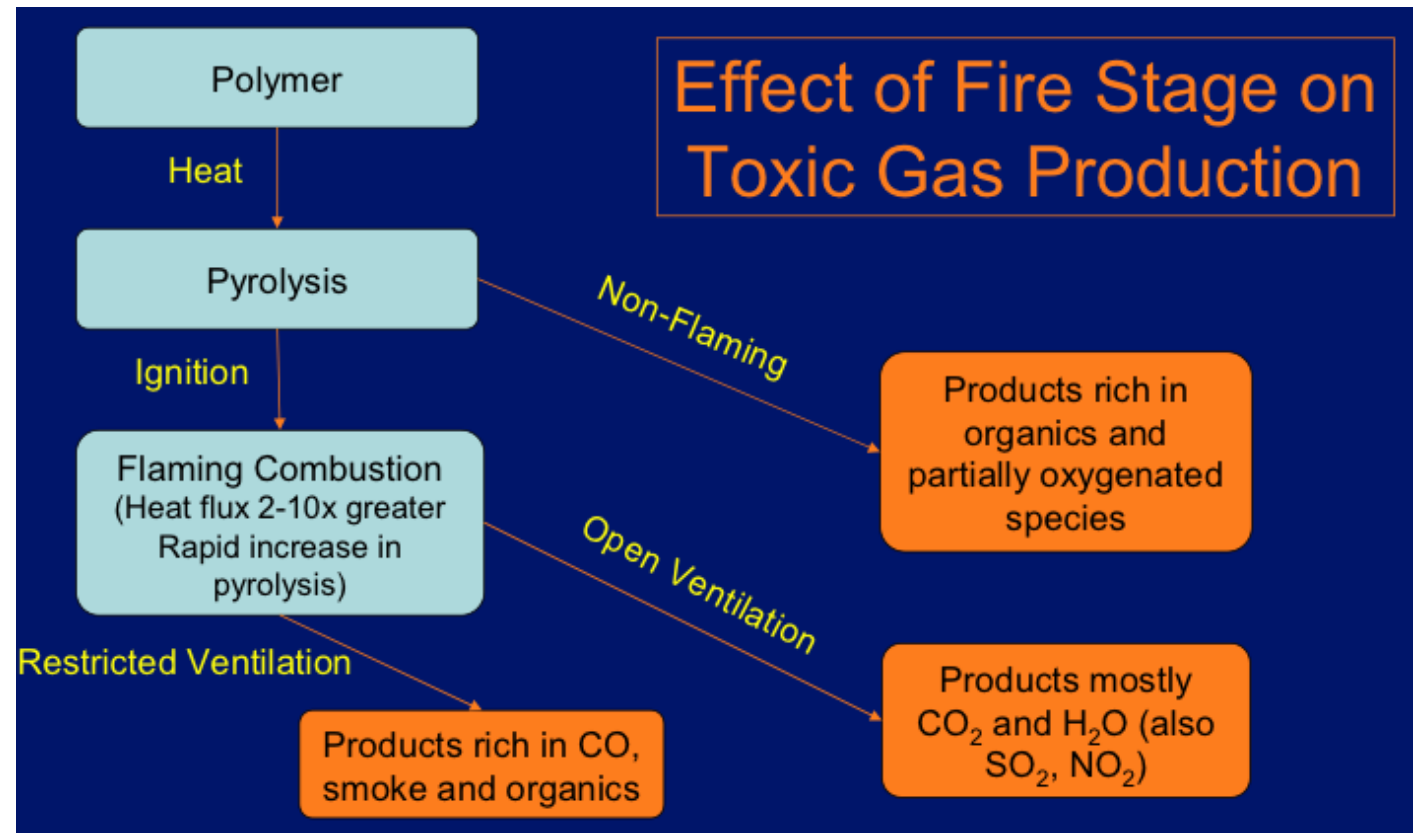 Effect of Fire Stage on
Toxic Gas Production
Polymer
Heat
Pyrolysis
Non-Flaming
Ignition
Products rich in
organics and
partially oxygenated
species
Flaming Combustion
(Heat flux 2-10x greater
Rapid increase in
pyrolysis)
Open Ventilation
Restricted Ventilation
Products mostly
CO₂ and H₂O (also
SO₂, NO₂)
Products rich in CO,
smoke and organics